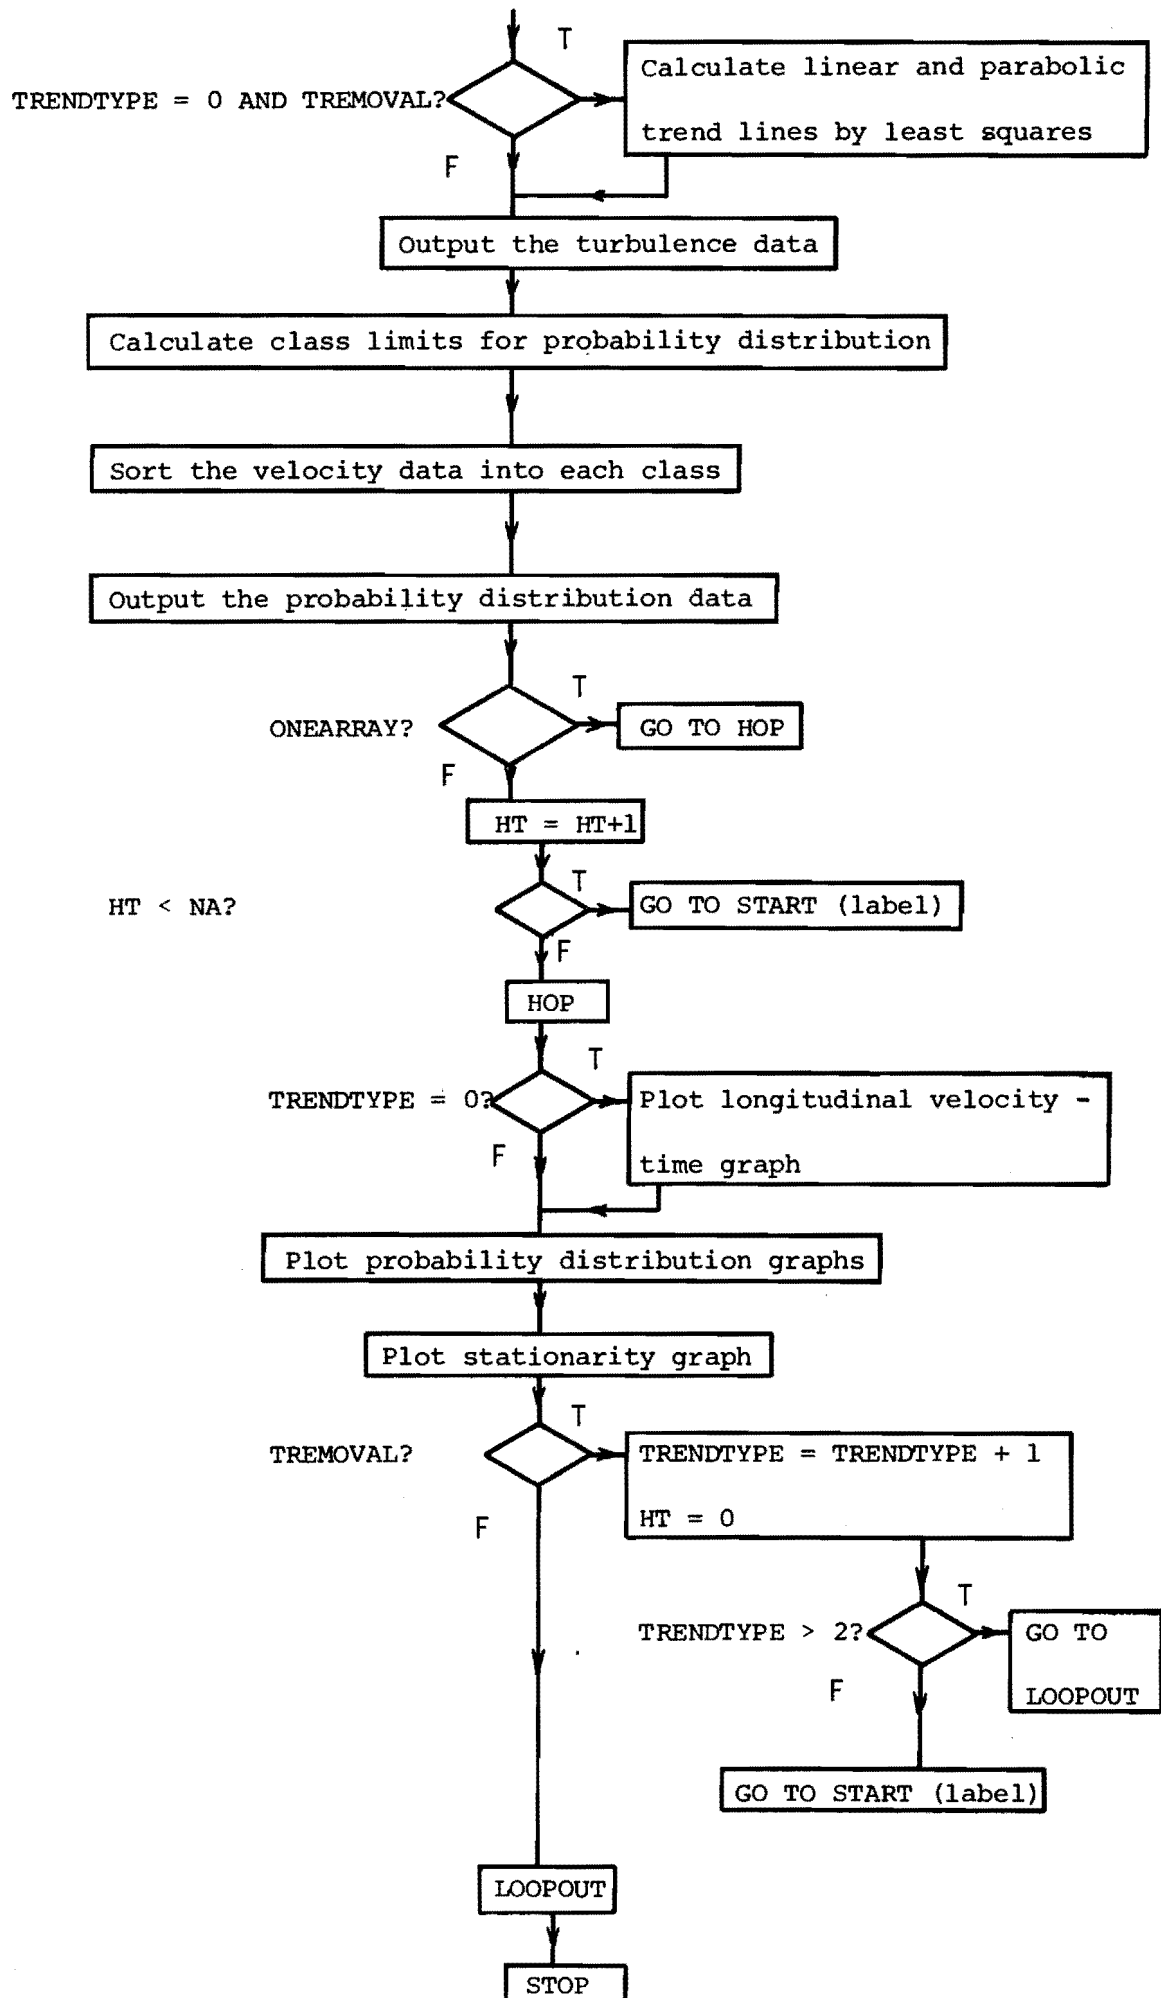 T
Calculate linear and parabolic
TRENDTYPE = 0 AND TREMOVAL?
trend lines by least squares
F
Output the turbulence data
Calculate class limits for probability distribution
Sort the velocity data into each class
Output the probability distribution data
T
ONEARRAY?
GO TO HOP
F
HT = HT+1
T
HT < NA?
GO TO START (label)
F
HOP
T
TRENDTYPE = 0?
Plot longitudinal velocity -
time graph
F
Plot probability distribution graphs
Plot stationarity graph
T
TREMOVAL?
TRENDTYPE = TRENDTYPE + 1
HT = 0
F
T
TRENDTYPE > 2?
GO TO
LOOPOUT
F
GO TO START (label)
LOOPOUT
STOP